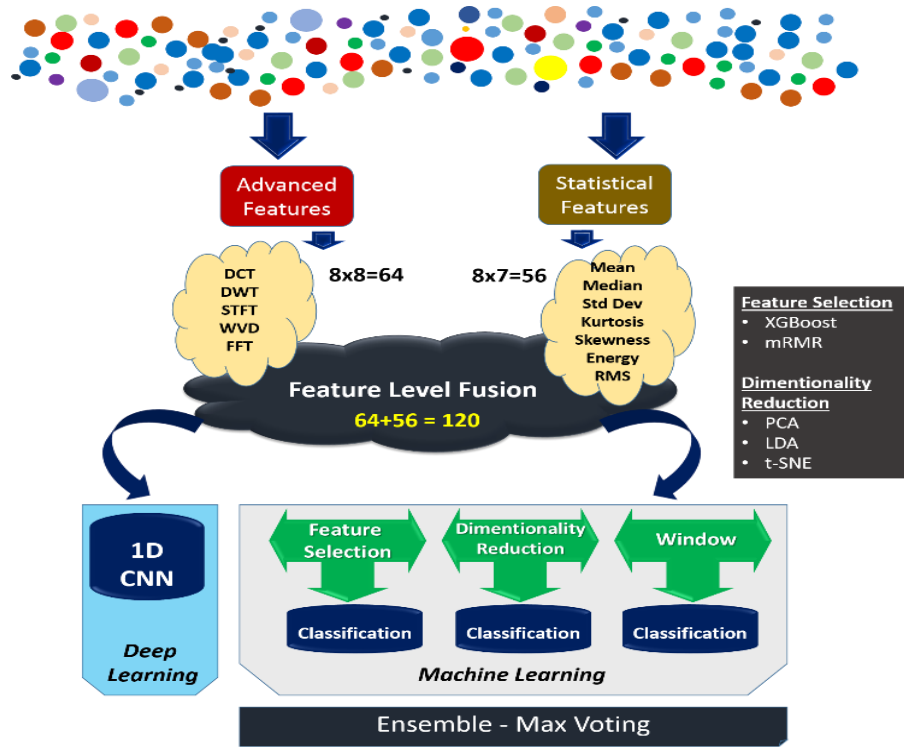 Advanced
Features
Statistical
Features
DCT
DWT
STFT
WVD
FFT
8x8=64
8x7=56
Mean
Median
Std Dev
Kurtosis
Skewness
Energy
RMS
Feature Selection
• XGBoost
• mRMR
Dimentionality
Reduction
• PCA
• LDA
• t-SNE
Feature Level Fusion
64+56 = 120
1D
CNN
Deep
Learning
Feature
Selection
Dimentionality
Reduction
Window
Classification
Classification
Classification
Machine Learning
Ensemble - Max Voting